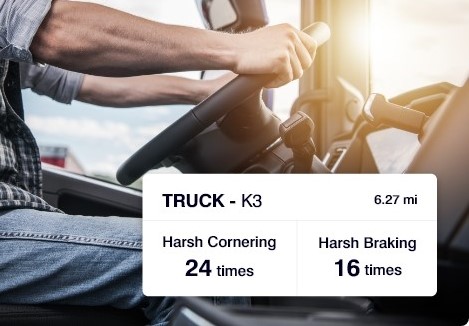 TRUCK - K3 6.27 mi
Harsh Cornering Harsh Braking
24 times 16 times